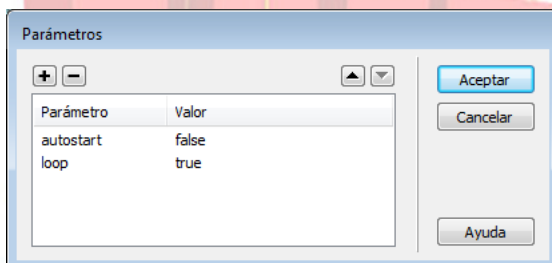 Parámetros
Aceptar
Parámetro Valor
Cancelar
autostart false
loop true
Ayuda